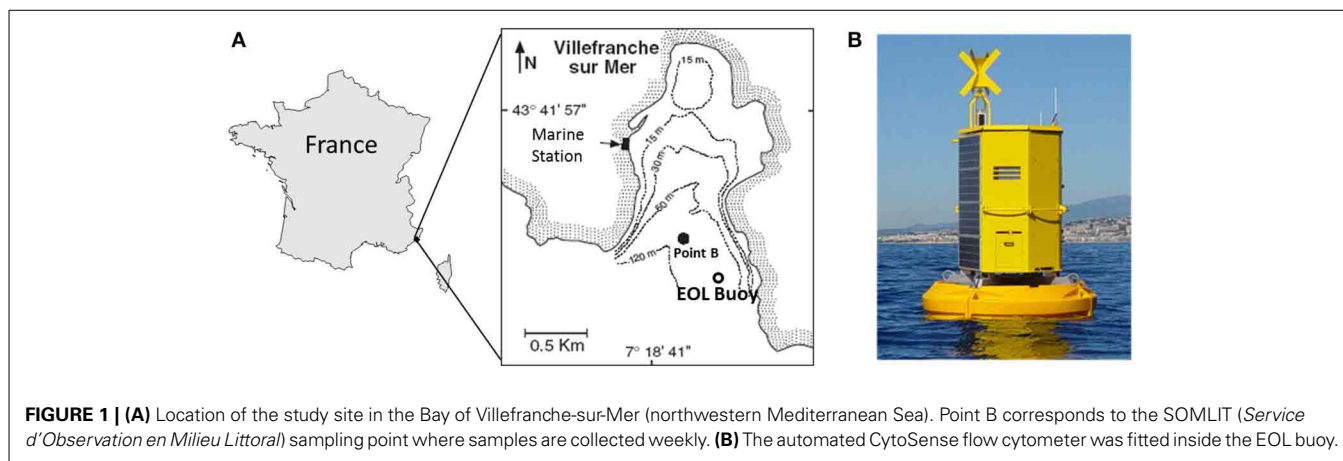 A
B
N
Villefranche
sur Mer
15 m
43° 41' 57"
France
Marine
Station
15 m
30 m
60 m
Point B
120 m
EOL Buoy
0.5 Km
7° 18' 41"
FIGURE 1 | (A) Location of the study site in the Bay of Villefranche-sur-Mer (northwestern Mediterranean Sea). Point B corresponds to the SOMLIT (Service
d'Observation en Milieu Littoral) sampling point where samples are collected weekly. (B) The automated CytoSense flow cytometer was fitted inside the EOL buoy.